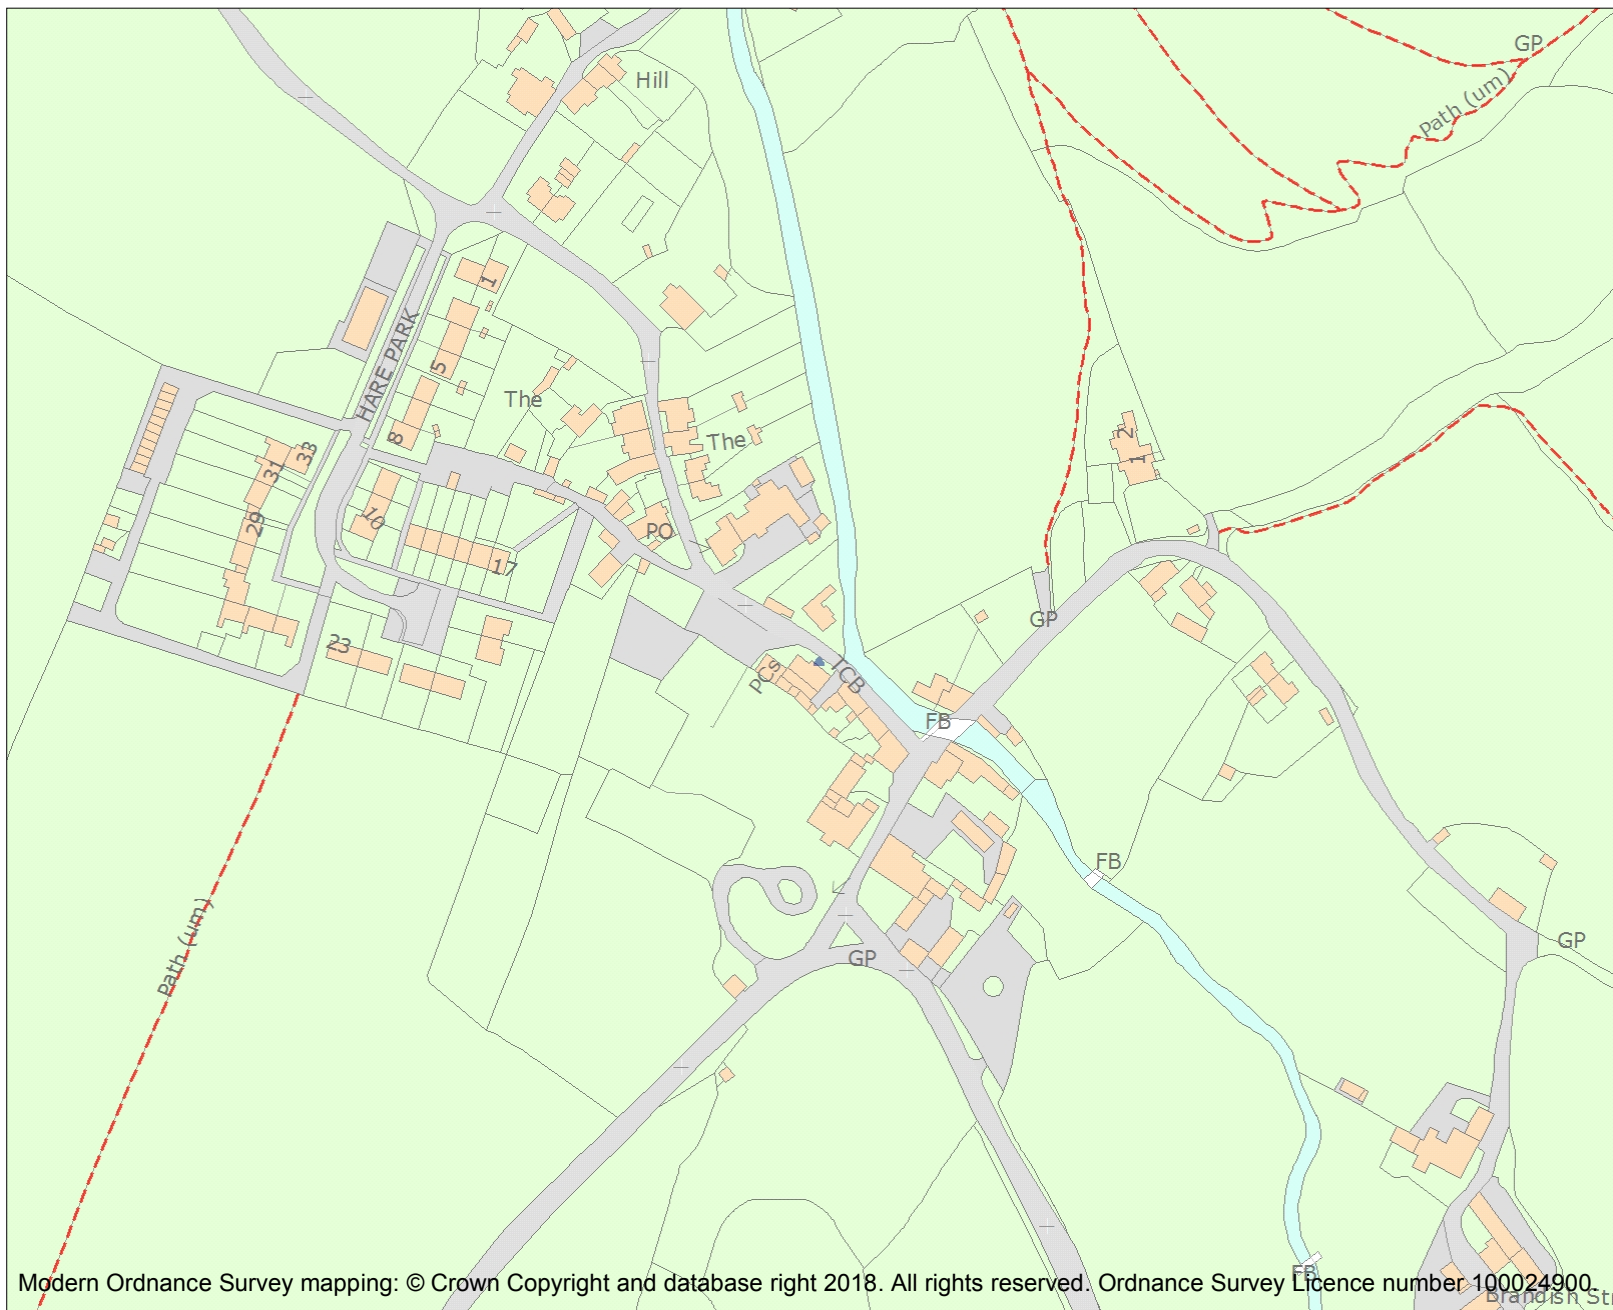 GP
Path (um)
Hill
1
HARE PARK
5
The
8
The
2
1
33
31
29
10
PO
17
GP
23
PCs
TCB
FB
FB
Path (um)
GP
GP
FB
Modern Ordnance Survey mapping: © Crown Copyright and database right 2018. All rights reserved. Ordnance Survey Licence number 100024900.
Brandish Str